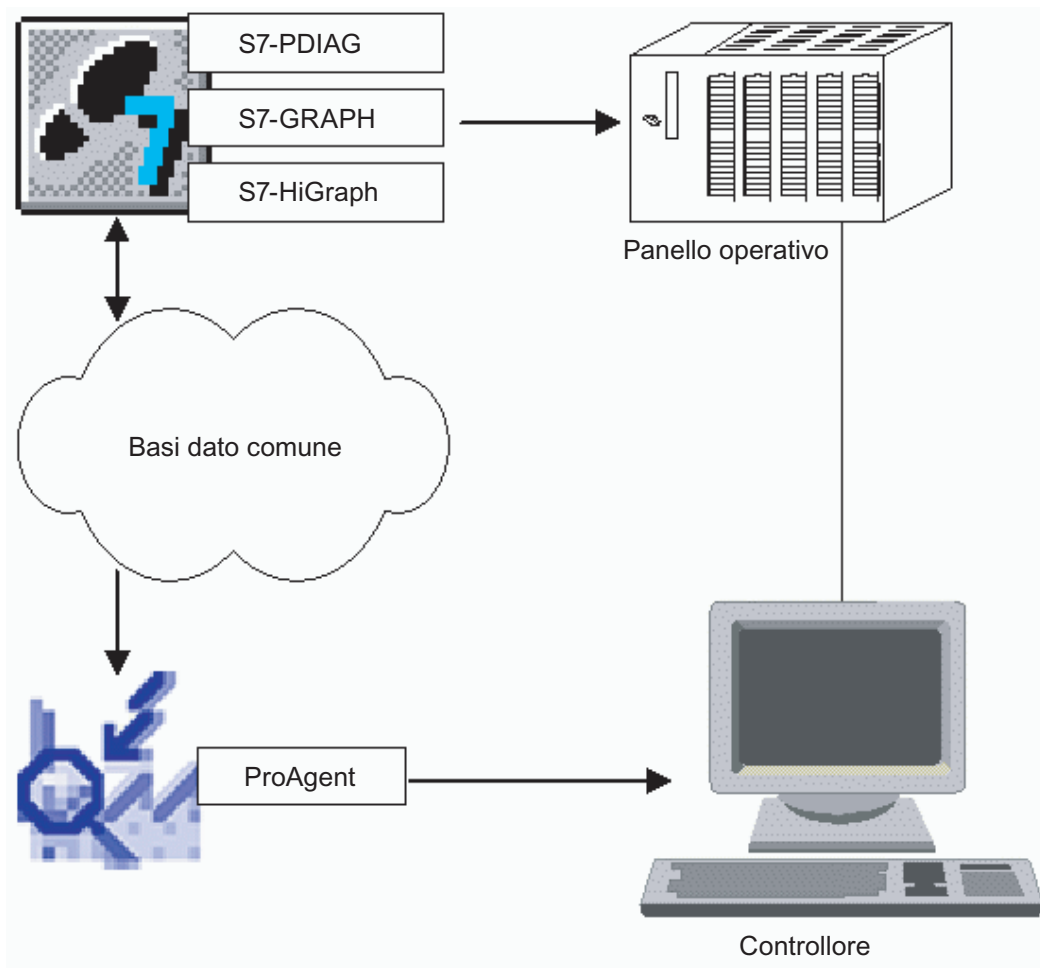 S7-PDIAG
S7-GRAPH
S7-HiGraph
Panello operativo
Basi dato comune
ProAgent
Controllore